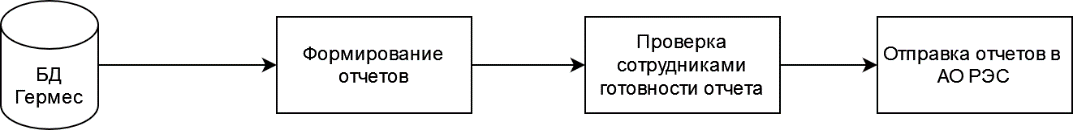 БД
Гермес
Формирование
отчетов
Проверка
сотрудниками
готовности отчета
Отправка отчетов в
АО РЭС